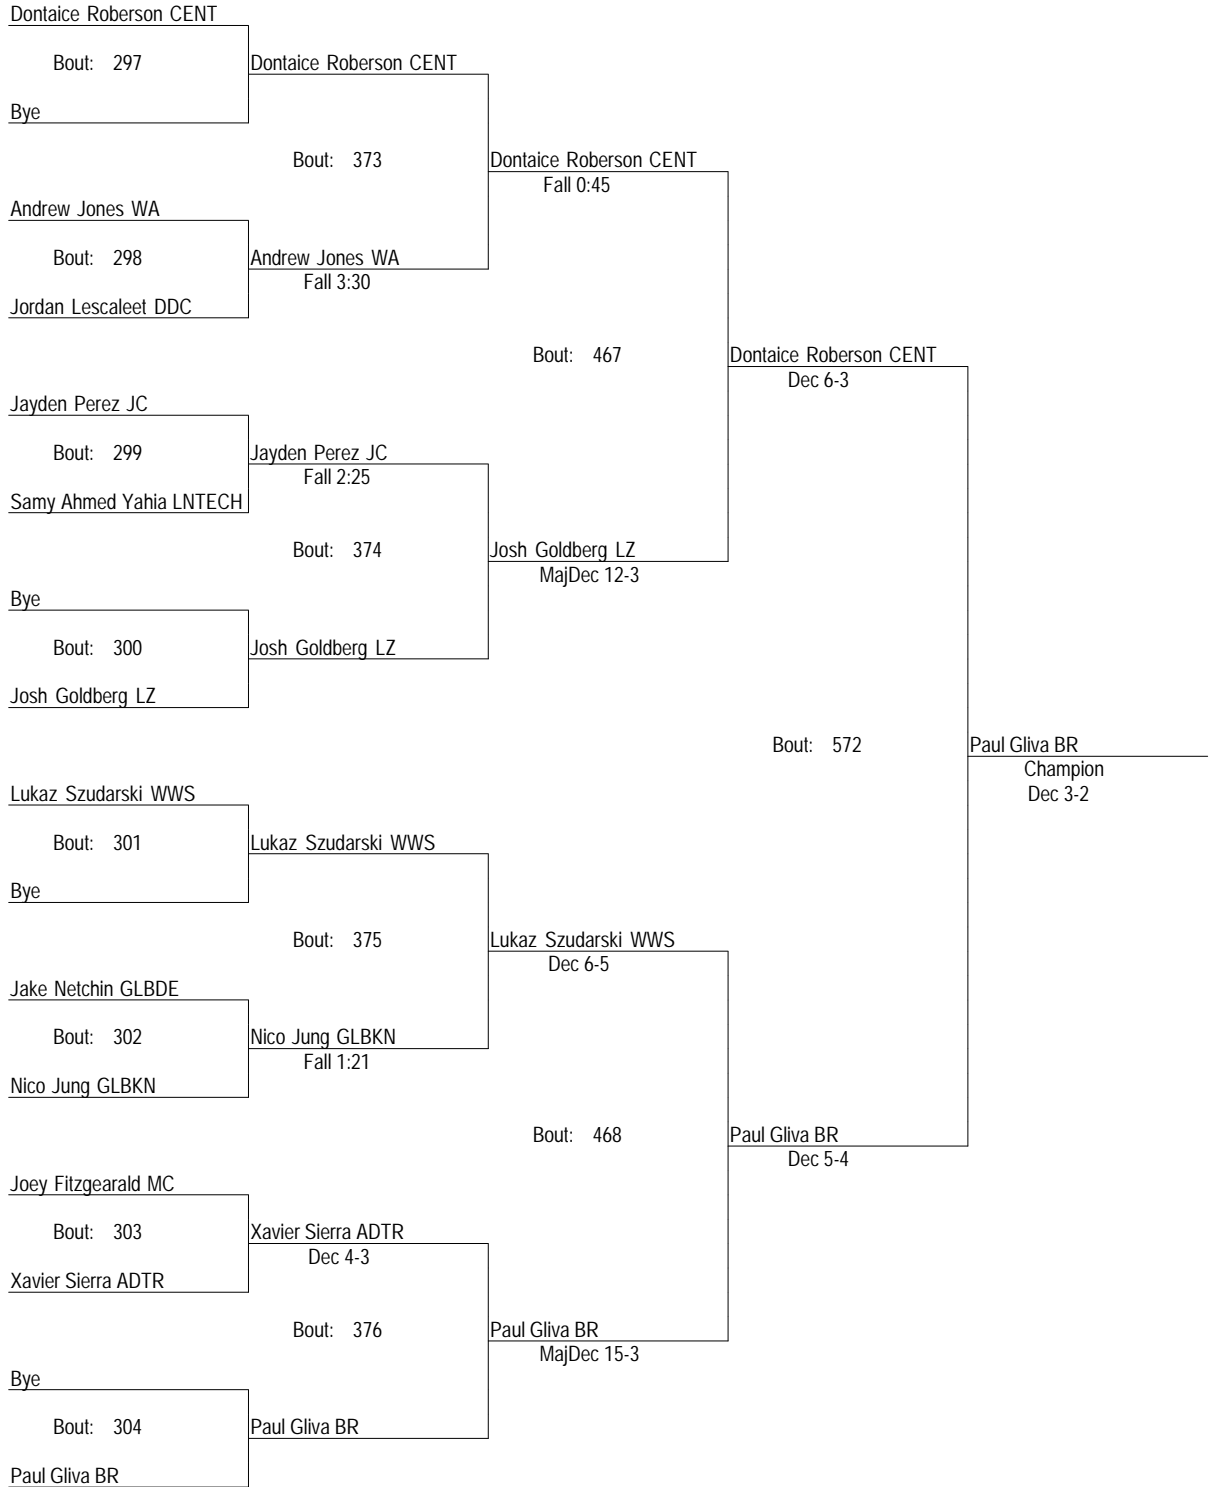 Dontaice Roberson CENT
Bout: 297
Dontaice Roberson CENT
Bye
Bout: 373
Dontaice Roberson CENT
Fall 0:45
Andrew Jones WA
Bout: 298
Andrew Jones WA
Fall 3:30
Jordan Lescaleet DDC
Bout: 467
Dontaice Roberson CENT
Dec 6-3
Jayden Perez JC
Bout: 299
Jayden Perez JC
Fall 2:25
Samy Ahmed Yahia LNTECH
Bout: 374
Josh Goldberg LZ
MajDec 12-3
Bye
Bout: 300
Josh Goldberg LZ
Josh Goldberg LZ
Bout: 572
Paul Gliva BR
Champion
Dec 3-2
Lukaz Szudarski WWS
Bout: 301
Lukaz Szudarski WWS
Bye
Bout: 375
Lukaz Szudarski WWS
Dec 6-5
Jake Netchin GLBDE
Bout: 302
Nico Jung GLBKN
Fall 1:21
Nico Jung GLBKN
Bout: 468
Paul Gliva BR
Dec 5-4
Joey Fitzgearald MC
Bout: 303
Xavier Sierra ADTR
Dec 4-3
Xavier Sierra ADTR
Bout: 376
Paul Gliva BR
MajDec 15-3
Bye
Bout: 304
Paul Gliva BR
Paul Gliva BR